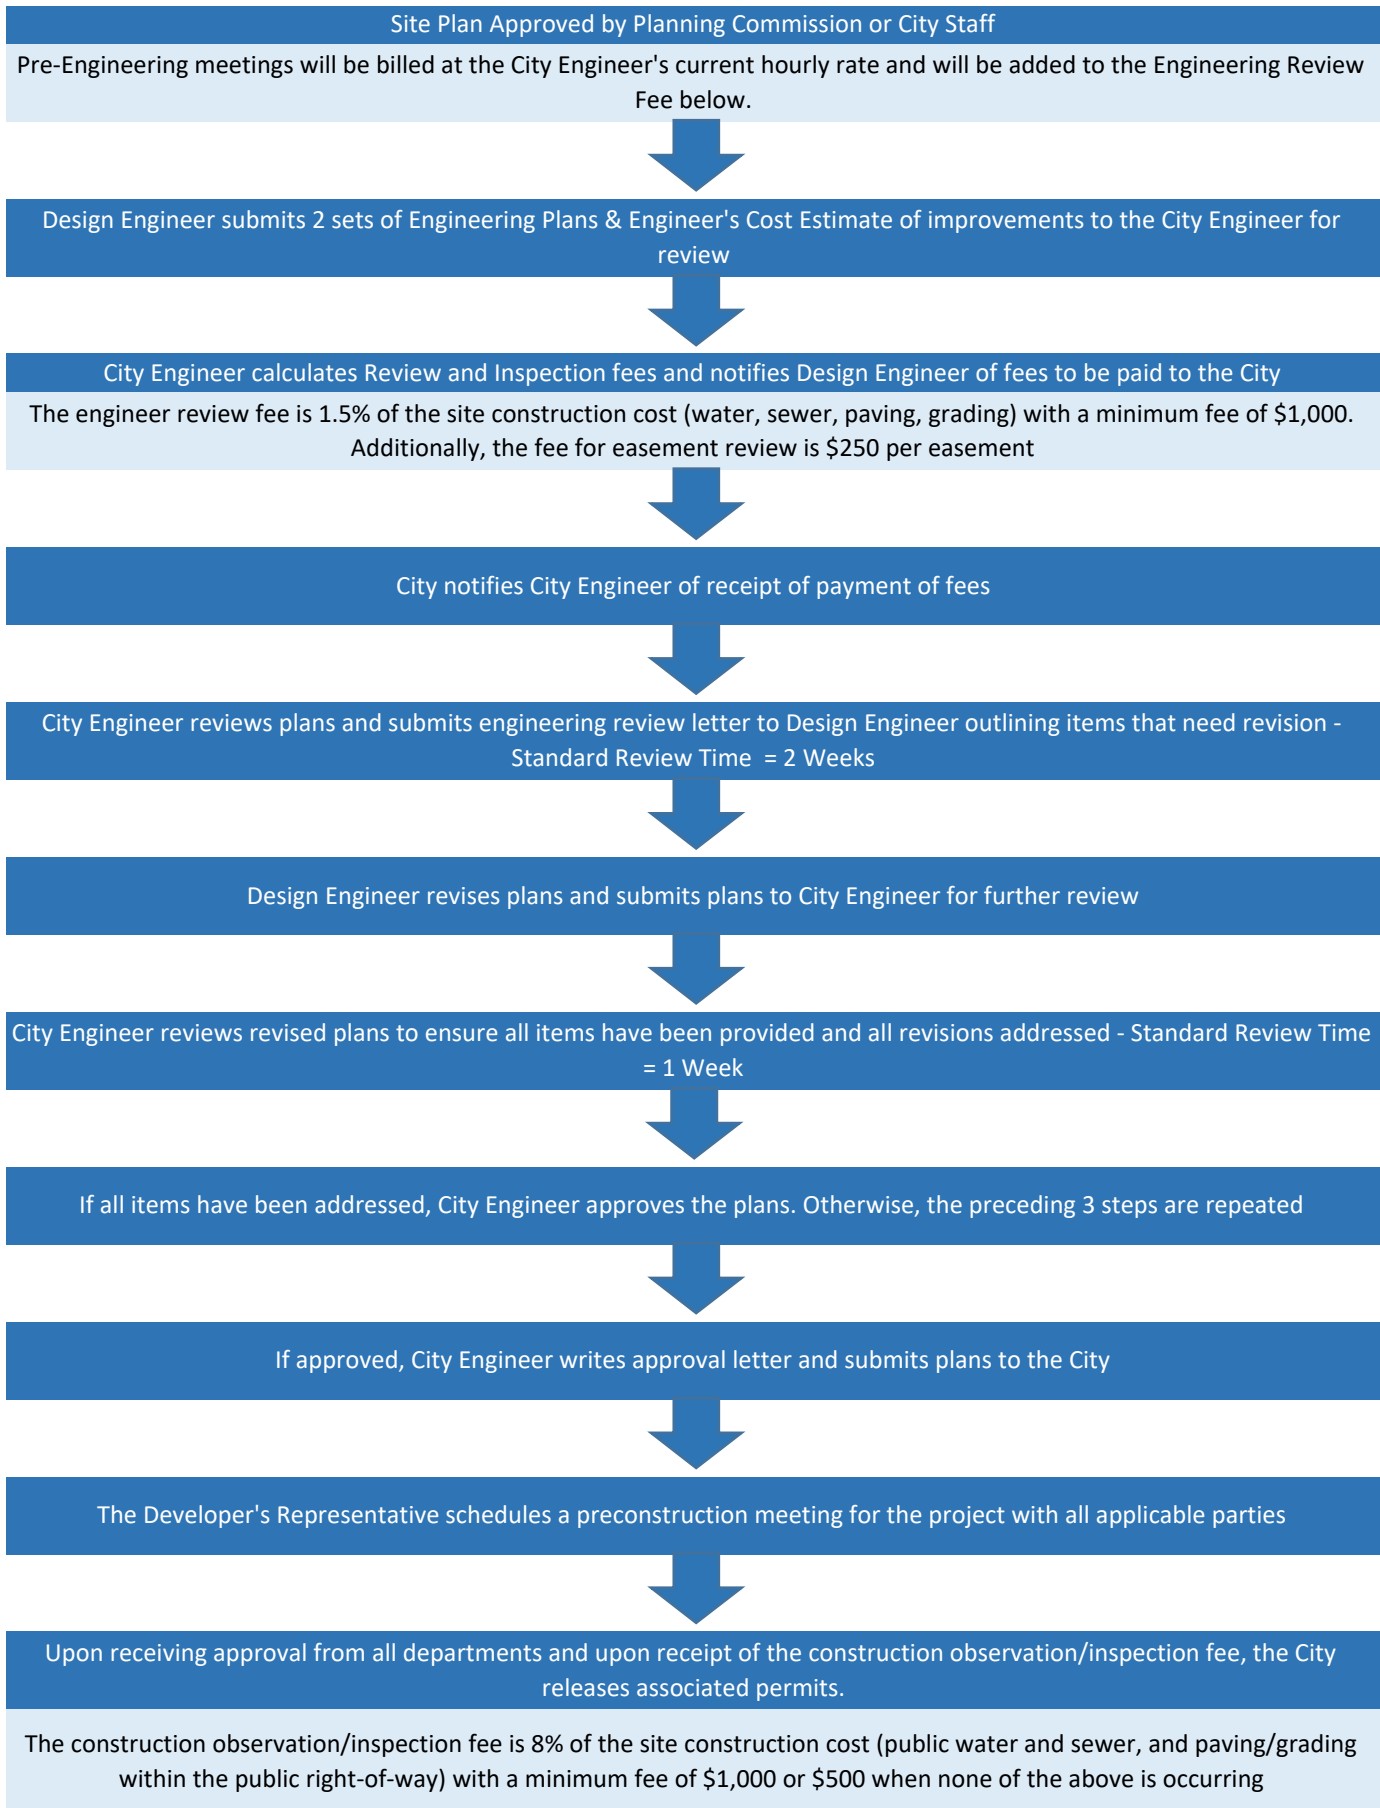 Site Plan Approved by Planning Commission or City Staff
Pre-Engineering meetings will be billed at the City Engineer's current hourly rate and will be added to the Engineering Review
Fee below.
Design Engineer submits 2 sets of Engineering Plans & Engineer's Cost Estimate of improvements to the City Engineer for
review
City Engineer calculates Review and Inspection fees and notifies Design Engineer of fees to be paid to the City
The engineer review fee is 1.5% of the site construction cost (water, sewer, paving, grading) with a minimum fee of $1,000.
Additionally, the fee for easement review is $250 per easement
City notifies City Engineer of receipt of payment of fees
City Engineer reviews plans and submits engineering review letter to Design Engineer outlining items that need revision -
Standard Review Time  = 2 Weeks
Design Engineer revises plans and submits plans to City Engineer for further review
City Engineer reviews revised plans to ensure all items have been provided and all revisions addressed - Standard Review Time
= 1 Week
If all items have been addressed, City Engineer approves the plans. Otherwise, the preceding 3 steps are repeated
If approved, City Engineer writes approval letter and submits plans to the City
The Developer's Representative schedules a preconstruction meeting for the project with all applicable parties
Upon receiving approval from all departments and upon receipt of the construction observation/inspection fee, the City
releases associated permits.
The construction observation/inspection fee is 8% of the site construction cost (public water and sewer, and paving/grading
within the public right-of-way) with a minimum fee of $1,000 or $500 when none of the above is occurring